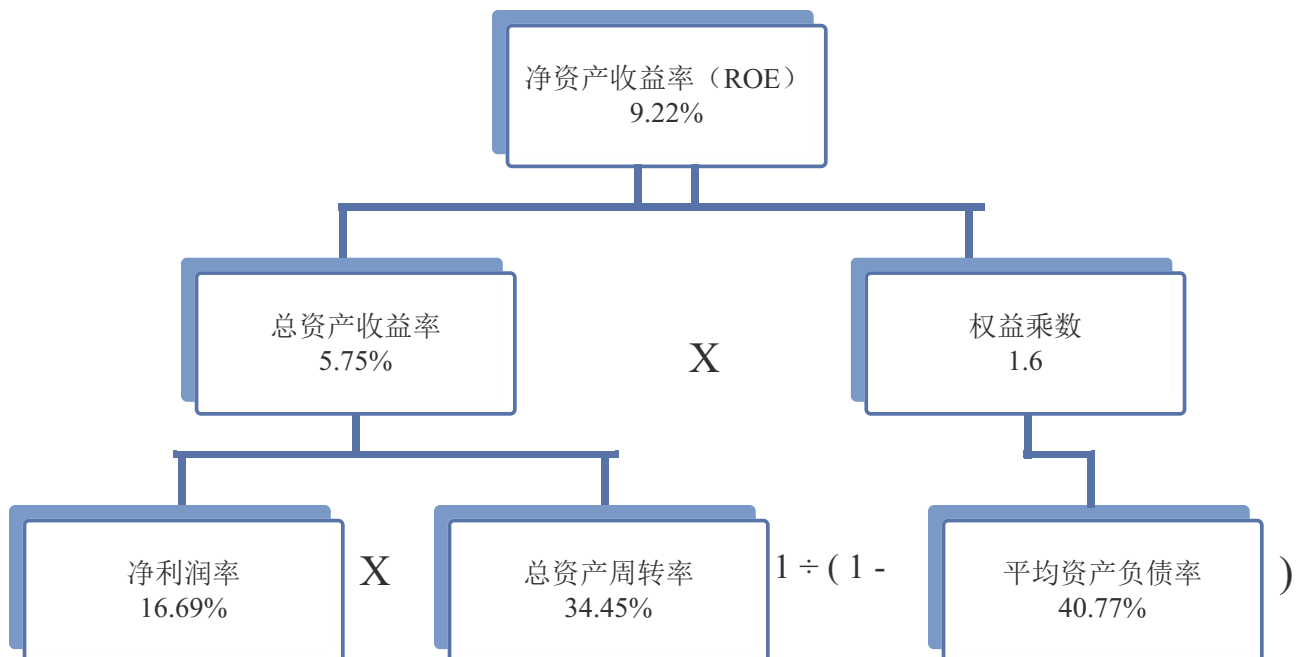 净资产收益率（ROE）
9.22%
总资产收益率
5.75%
X
权益乘数
1.6
净利润率
16.69%
X
总资产周转率
34.45%
1 ÷ ( 1 -
平均资产负债率
40.77%
)